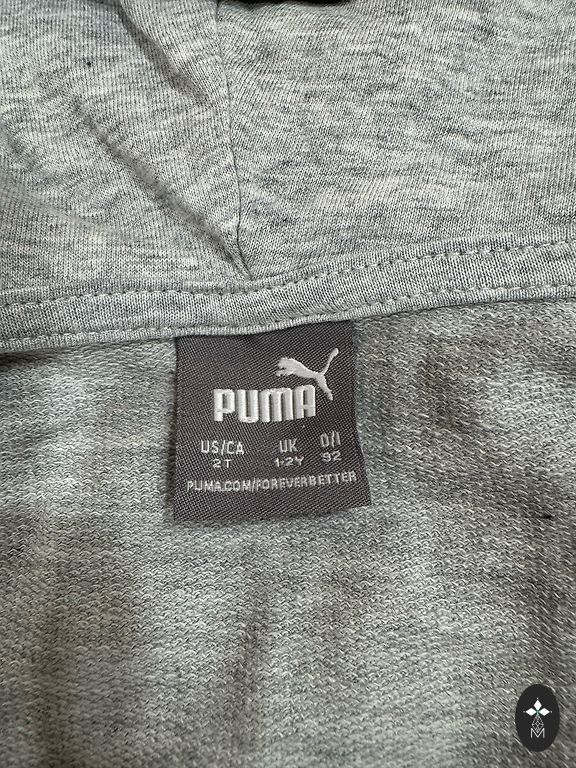 PUMA
US/CA UK D/I
2T 1-2Y 92
PUMA.COM/FOREVERBETTER
M